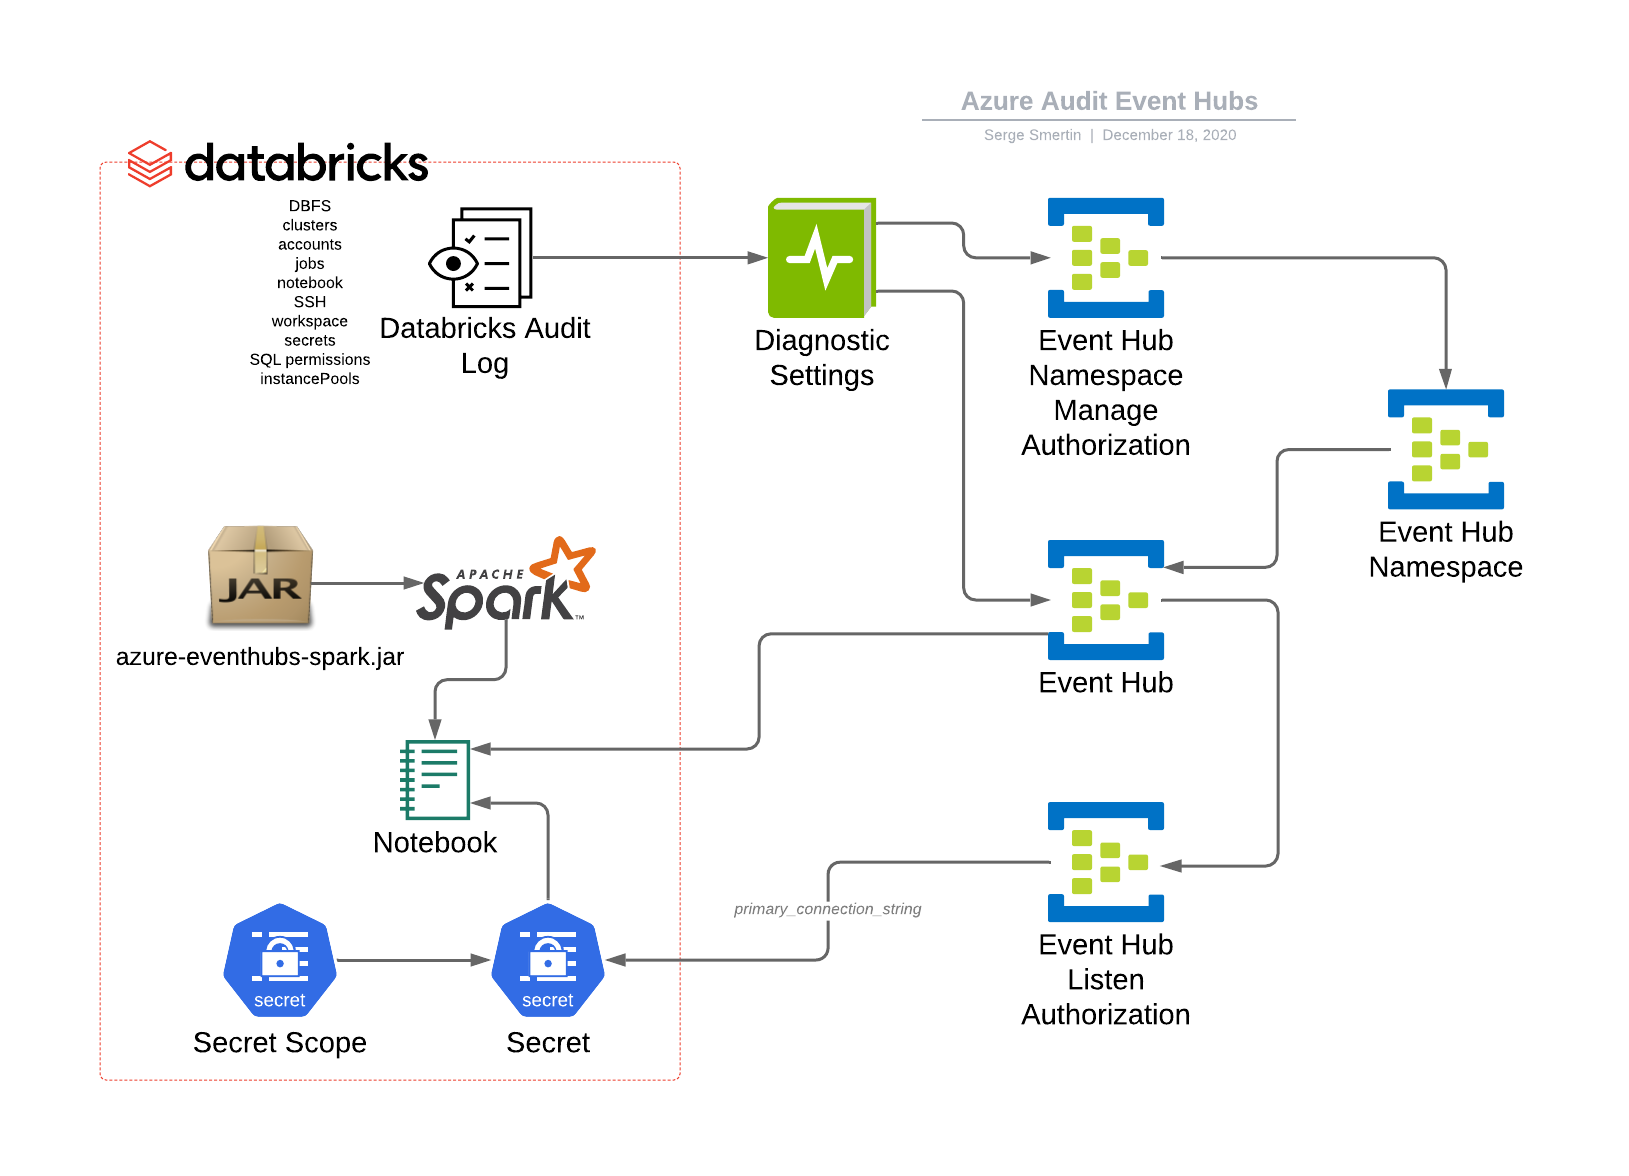 Azure Audit Event Hubs
Serge Smertin | December 18, 2020
databricks
DBFS
clusters
accounts
jobs
notebook
SSH
workspace
secrets
SQL permissions
instancePools
Databricks Audit
Log
Diagnostic
Settings
Event Hub
Namespace
Manage
Authorization
Event Hub
Namespace
JAR
azure-eventhubs-spark.jar
APACHE
Spark™
Event Hub
Notebook
primary_connection_string
secret
Secret Scope
secret
Secret
Event Hub
Listen
Authorization